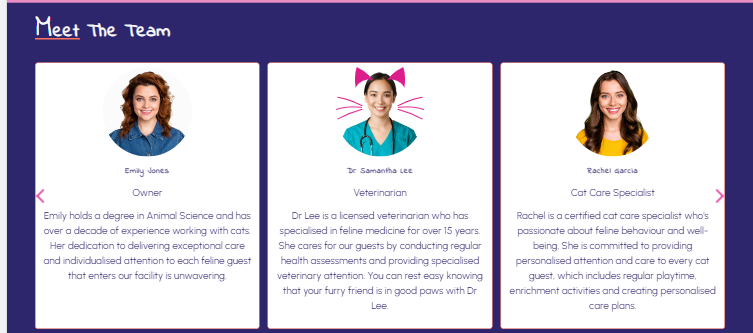 Meet The Team
Emily Jones
Owner
Emily holds a degree in Animal Science and has
over a decade of experience working with cats.
Her dedication to delivering exceptional care
and individualised attention to each feline guest
that enters our facility is unwavering.
Dr Samantha Lee
Veterinarian
Dr Lee is a licensed veterinarian who has
specialised in feline medicine for over 15 years.
She cares for our guests by conducting regular
health assessments and providing specialised
veterinary attention. You can rest easy knowing
that your furry friend is in good paws with Dr
Lee.
Rachel Garcia
Cat Care Specialist
Rachel is a certified cat care specialist who's
passionate about feline behaviour and well-
being. She is committed to providing
personalised attention and care to every cat
guest, which includes regular playtime,
enrichment activities and creating personalised
care plans.